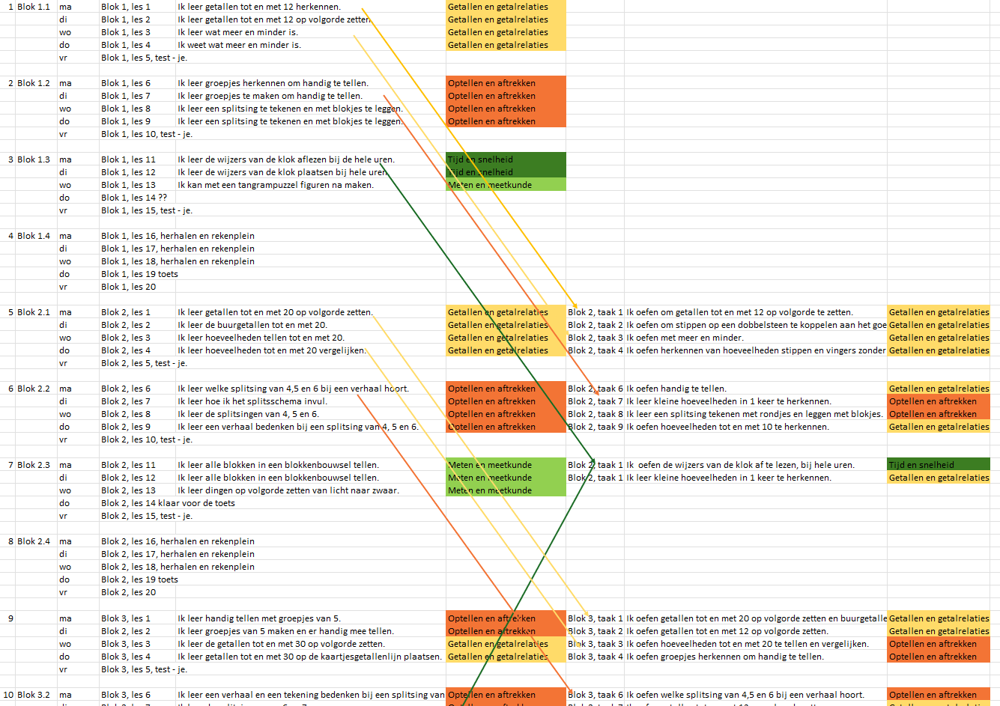 1 Blok 1.1 ma Blok 1, les 1 Ik leer getallen tot en met 12 herkennen. Getallen en getalrelaties
di Blok 1, les 2 Ik leer getallen tot en met 12 op volgorde zetten. Getallen en getalrelaties
wo Blok 1, les 3 Ik leer wat meer en minder is. Getallen en getalrelaties
do Blok 1, les 4 Ik weet wat meer en minder is. Getallen en getalrelaties
vr Blok 1, les 5, test - je.
2 Blok 1.2 ma Blok 1, les 6 Ik leer groepjes herkennen om handig te tellen. Optellen en aftrekken
di Blok 1, les 7 Ik leer groepjes te maken om handig te tellen. Optellen en aftrekken
wo Blok 1, les 8 Ik leer een splitsing te tekenen en met blokjes te leggen. Optellen en aftrekken
do Blok 1, les 9 Ik leer een splitsing te tekenen en met blokjes te leggen. Optellen en aftrekken
vr Blok 1, les 10, test - je.
3 Blok 1.3 ma Blok 1, les 11 Ik leer de wijzers van de klok aflezen bij de hele uren. Tijd en snelheid
di Blok 1, les 12 Ik leer de wijzers van de klok plaatsen bij hele uren. Tijd en snelheid
wo Blok 1, les 13 Ik kan met een tangrampuzzel figuren na maken. Meten en meetkunde
do Blok 1, les 14 ??
vr Blok 1, les 15, test - je.
4 Blok 1.4 ma Blok 1, les 16, herhalen en rekenplein
di Blok 1, les 17, herhalen en rekenplein
wo Blok 1, les 18, herhalen en rekenplein
do Blok 1, les 19 toets
vr Blok 1, les 20
5 Blok 2.1 ma Blok 2, les 1 Ik leer getallen tot en met 20 op volgorde zetten. Getallen en getalrelaties Blok 2, taak 1 Ik oefen om getallen tot en met 12 op volgorde te zetten. Getallen en getalrelaties
di Blok 2, les 2 Ik leer de buurgetallen tot en met 20. Getallen en getalrelaties Blok 2, taak 2 Ik oefen om stippen op een dobbelsteen te koppelen aan het goe Getallen en getalrelaties
wo Blok 2, les 3 Ik leer hoeveelheden tellen tot en met 20. Getallen en getalrelaties Blok 2, taak 3 Ik oefen met meer en minder. Getallen en getalrelaties
do Blok 2, les 4 Ik leer hoeveelheden tot en met 20 vergelijken. Getallen en getalrelaties Blok 2, taak 4 Ik oefen herkennen van hoeveelheden stippen en vingers zonder Getallen en getalrelaties
vr Blok 2, les 5, test - je.
6 Blok 2.2 ma Blok 2, les 6 Ik leer welke splitsing van 4,5 en 6 bij een verhaal hoort. Optellen en aftrekken Blok 2, taak 6 Ik oefen handig te tellen. Getallen en getalrelaties
di Blok 2, les 7 Ik leer hoe ik het splitsschema invul. Optellen en aftrekken Blok 2, taak 7 Ik leer kleine hoeveelheden in 1 keer te herkennen. Optellen en aftrekken
wo Blok 2, les 8 Ik leer de splitsingen van 4, 5 en 6. Optellen en aftrekken Blok 2, taak 8 Ik leer een splitsing tekenen met rondjes en leggen met blokjes. Optellen en aftrekken
do Blok 2, les 9 Ik leer een verhaal bedenken bij een splitsing van 4, 5 en 6. Optellen en aftrekken Blok 2, taak 9 Ik oefen hoeveelheden tot en met 10 te herkennen. Getallen en getalrelaties
vr Blok 2, les 10, test - je.
7 Blok 2.3 ma Blok 2, les 11 Ik leer alle blokken in een blokkenbouwsel tellen. Meten en meetkunde Blok 2, taak 1 Ik oefen de wijzers van de klok af te lezen, bij hele uren. Tijd en snelheid
di Blok 2, les 12 Ik leer alle blokken in een blokkenbouwsel tellen. Meten en meetkunde Blok 2, taak 1 Ik leer kleine hoeveelheden in 1 keer te herkennen. Getallen en getalrelaties
wo Blok 2, les 13 Ik leer dingen op volgorde zetten van licht naar zwaar. Meten en meetkunde
do Blok 2, les 14 klaar voor de toets
vr Blok 2, les 15, test - je.
8 Blok 2.4 ma Blok 2, les 16, herhalen en rekenplein
di Blok 2, les 17, herhalen en rekenplein
wo Blok 2, les 18, herhalen en rekenplein
do Blok 2, les 19 toets
vr Blok 2, les 20
9 ma Blok 3, les 1 Ik leer handig tellen met groepjes van 5. Optellen en aftrekken Blok 3, taak 1 Ik oefen getallen tot en met 20 op volgorde zetten en buurgetalle Getallen en getalrelaties
di Blok 3, les 2 Ik leer groepjes van 5 maken en er handig mee tellen. Optellen en aftrekken Blok 3, taak 2 Ik oefen getallen tot en met 12 op volgorde zetten. Getallen en getalrelaties
wo Blok 3, les 3 Ik leer de getallen tot en met 30 op volgorde zetten. Getallen en getalrelaties Blok 3, taak 3 Ik oefen hoeveelheden tot en met 20 te tellen en vergelijken. Optellen en aftrekken
do Blok 3, les 4 Ik leer getallen tot en met 30 op de kaartjesgetallenlijn plaatsen. Getallen en getalrelaties Blok 3, taak 4 Ik oefen groepjes herkennen om handig te tellen. Optellen en aftrekken
vr Blok 3, les 5, test - je.
10 Blok 3.2 ma Blok 3, les 6 Ik leer een verhaal en een tekening bedenken bij een splitsing van Optellen en aftrekken Blok 3, taak 6 Ik oefen welke splitsing van 4,5 en 6 bij een verhaal hoort. Optellen en aftrekken